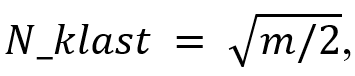 N_klast = √m/2,